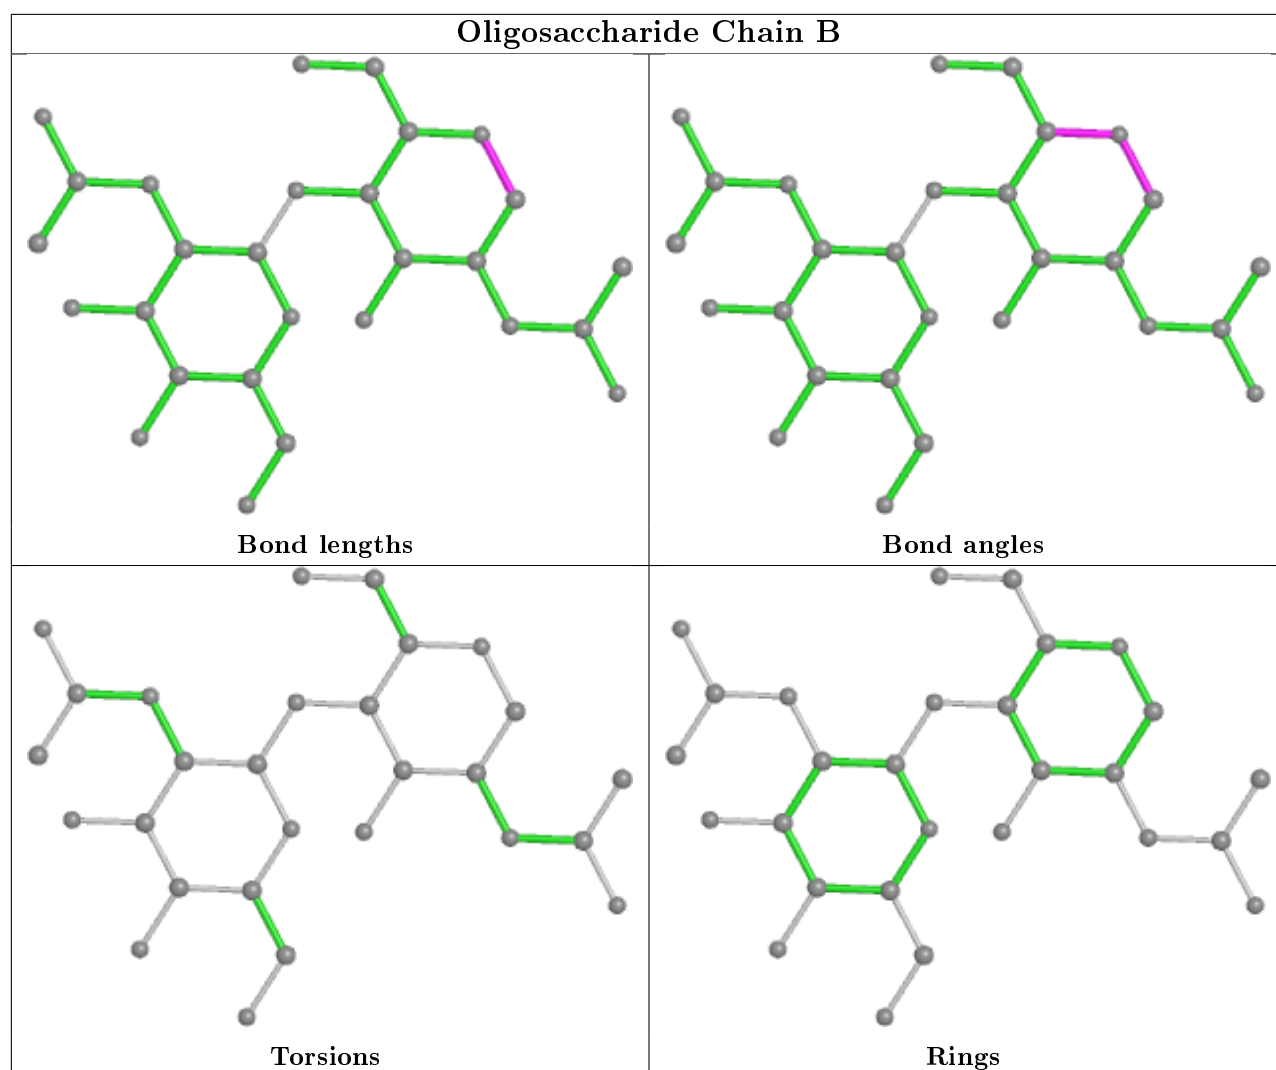 Oligosaccharide Chain B
Bond lengths
Bond angles
Torsions
Rings